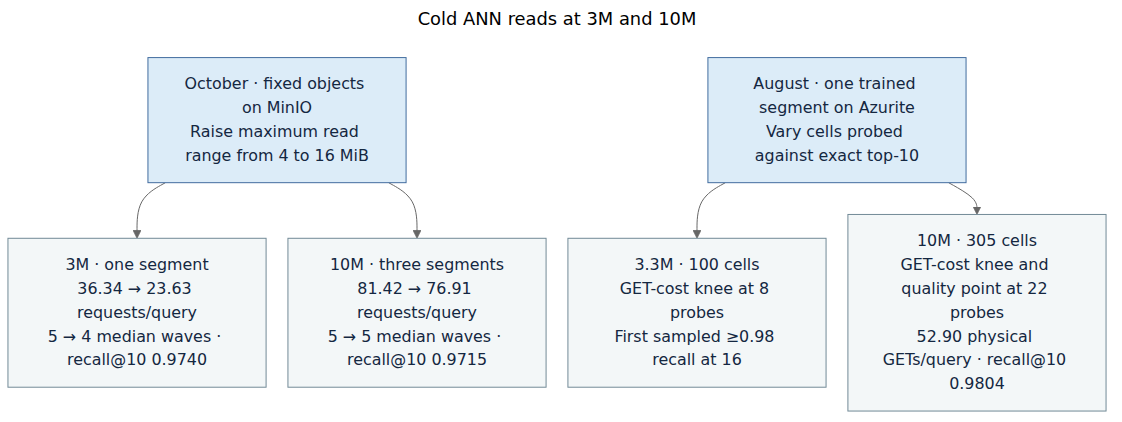 Cold ANN reads at 3M and 10M
October · fixed objects
on MinIO
Raise maximum read
range from 4 to 16 MiB
August · one trained
segment on Azurite
Vary cells probed
against exact top-10
3M · one segment
36.34 → 23.63
requests/query
5 → 4 median waves ·
recall@10 0.9740
10M · three segments
81.42 → 76.91
requests/query
5 → 5 median waves ·
recall@10 0.9715
3.3M · 100 cells
GET-cost knee at 8
probes
First sampled ≥0.98
recall at 16
10M · 305 cells
GET-cost knee and
quality point at 22
probes
52.90 physical
GETs/query · recall@10
0.9804